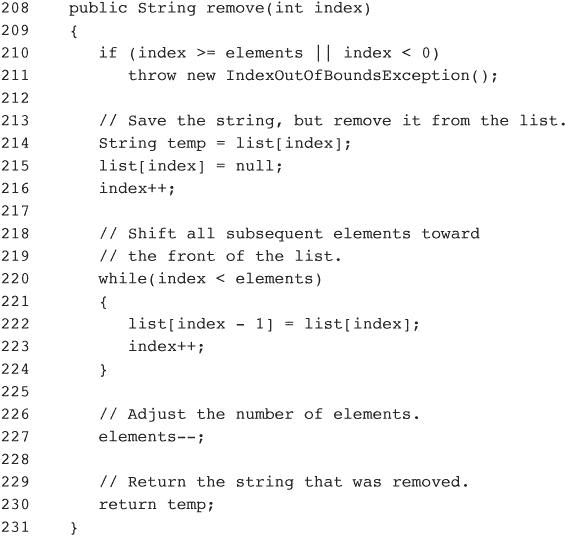 208 public String remove(int index)
209 {
210 if (index >= elements || index < 0)
211 throw new IndexOutOfBoundsException();
212
213 // Save the string, but remove it from the list.
214 String temp = list[index];
215 list[index] = null;
216 index++;
217
218 // Shift all subsequent elements toward
219 // the front of the list.
220 while(index < elements)
221 {
222 list[index - 1] = list[index];
223 index++;
224 }
225
226 // Adjust the number of elements.
227 elements--;
228
229 // Return the string that was removed.
230 return temp;
231 }